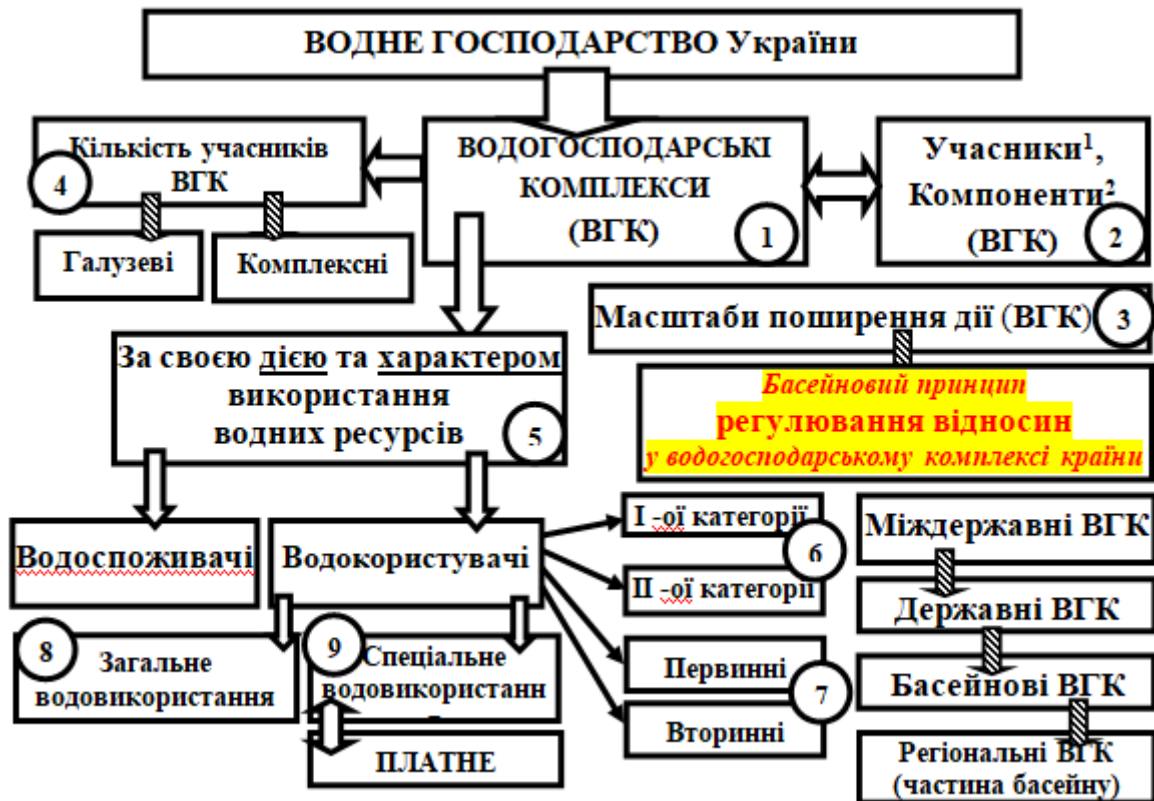 ВОДНЕ ГОСПОДАРСТВО України
Кількість учасників
ВГК
4
Галузеві
Комплексні
ВОДОГОСПОДАРСЬКІ
КОМПЛЕКСИ
(ВГК)
1
Учасники¹,
Компоненти²
(ВГК)
2
Масштаби поширення дії (ВГК)
3
Басейновий принцип
регулювання відносин
у водогосподарському комплексі країни
За своєю дією та характером
використання
водних ресурсів
5
Водоспоживачі
Водокористувачі
І -ої категорії
6
ІІ -ої категорії
Первинні
7
Вторинні
8
Загальне
водовикористання
9
Спеціальне
водовикористанн
ПЛАТНЕ
Міждержавні ВГК
Державні ВГК
Басейнові ВГК
Регіональні ВГК
(частина басейну)